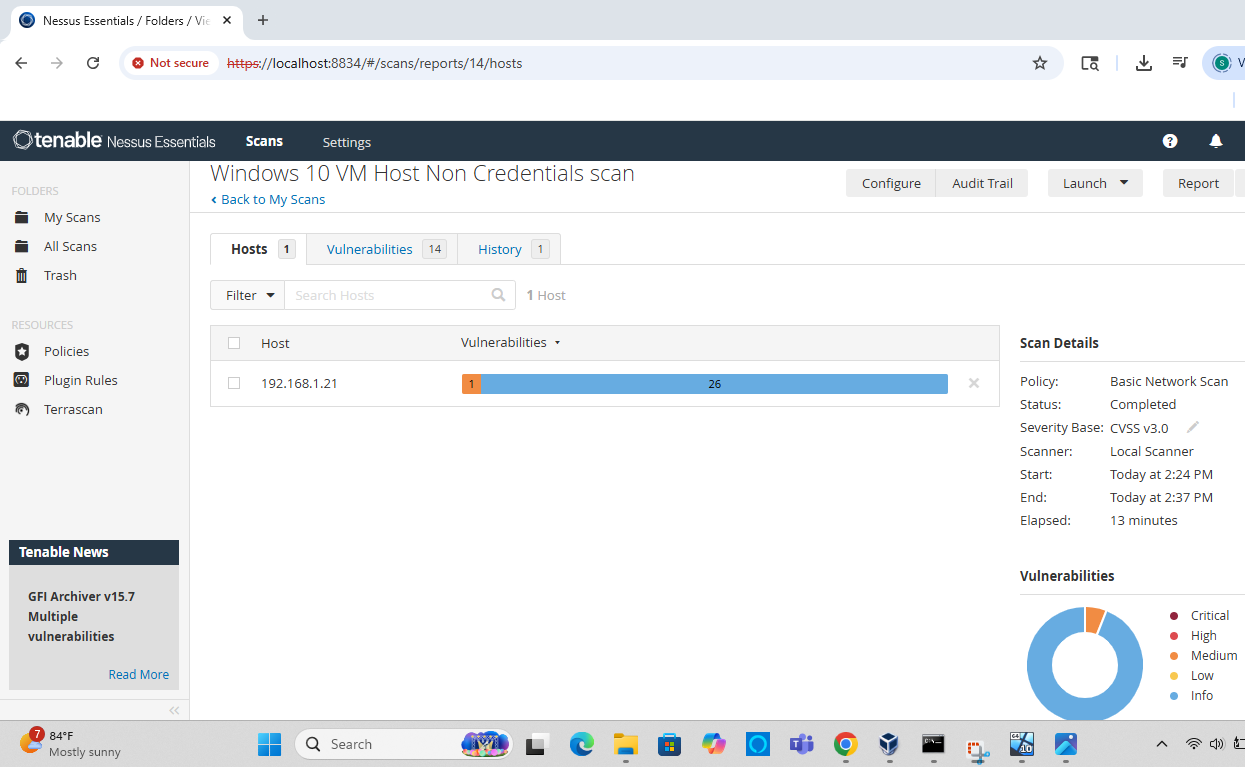 Nessus Essentials / Folders / Vie
Not secure
https://localhost:8834/#/scans/reports/14/hosts
S
tenable Nessus Essentials
Scans
Settings
FOLDERS
My Scans
All Scans
Trash
RESOURCES
Policies
Plugin Rules
Terrascan
Tenable News
GFI Archiver v15.7
Multiple
vulnerabilities
Read More
Windows 10 VM Host Non Credentials scan
Back to My Scans
Configure
Audit Trail
Launch
Report
Hosts 1
Vulnerabilities 14
History 1
Filter
Search Hosts
1 Host
Host Vulnerabilities
192.168.1.21 1 26
Scan Details
Policy: Basic Network Scan
Status: Completed
Severity Base: CVSS v3.0
Scanner: Local Scanner
Start: Today at 2:24 PM
End: Today at 2:37 PM
Elapsed: 13 minutes
Vulnerabilities
Critical
High
Medium
Low
Info
7
84°F
Mostly sunny
Search